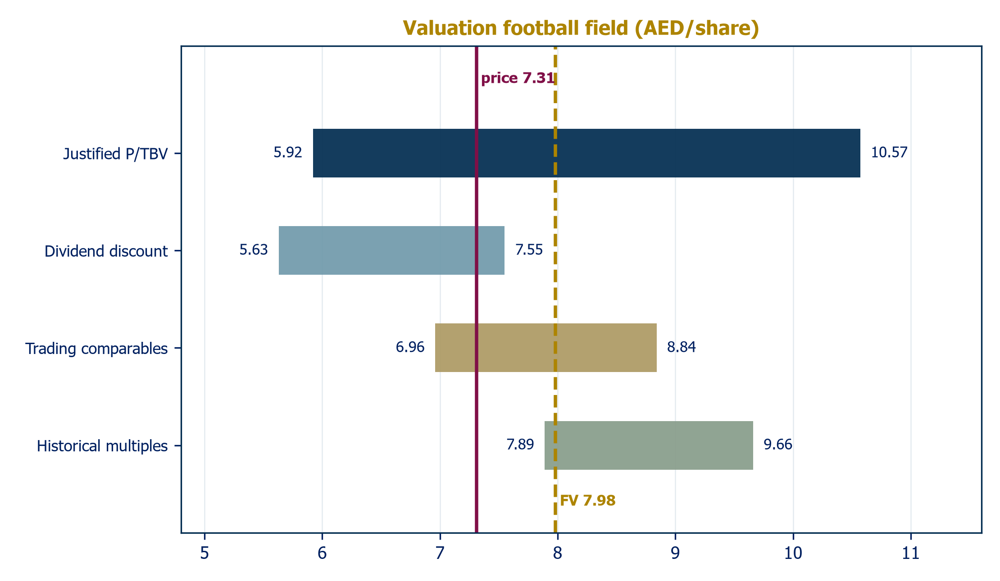 Valuation football field (AED/share)
price 7.31
Justified P/TBV
5.92
10.57
Dividend discount
5.63
7.55
Trading comparables
6.96
8.84
Historical multiples
7.89
9.66
FV 7.98
5 6 7 8 9 10 11